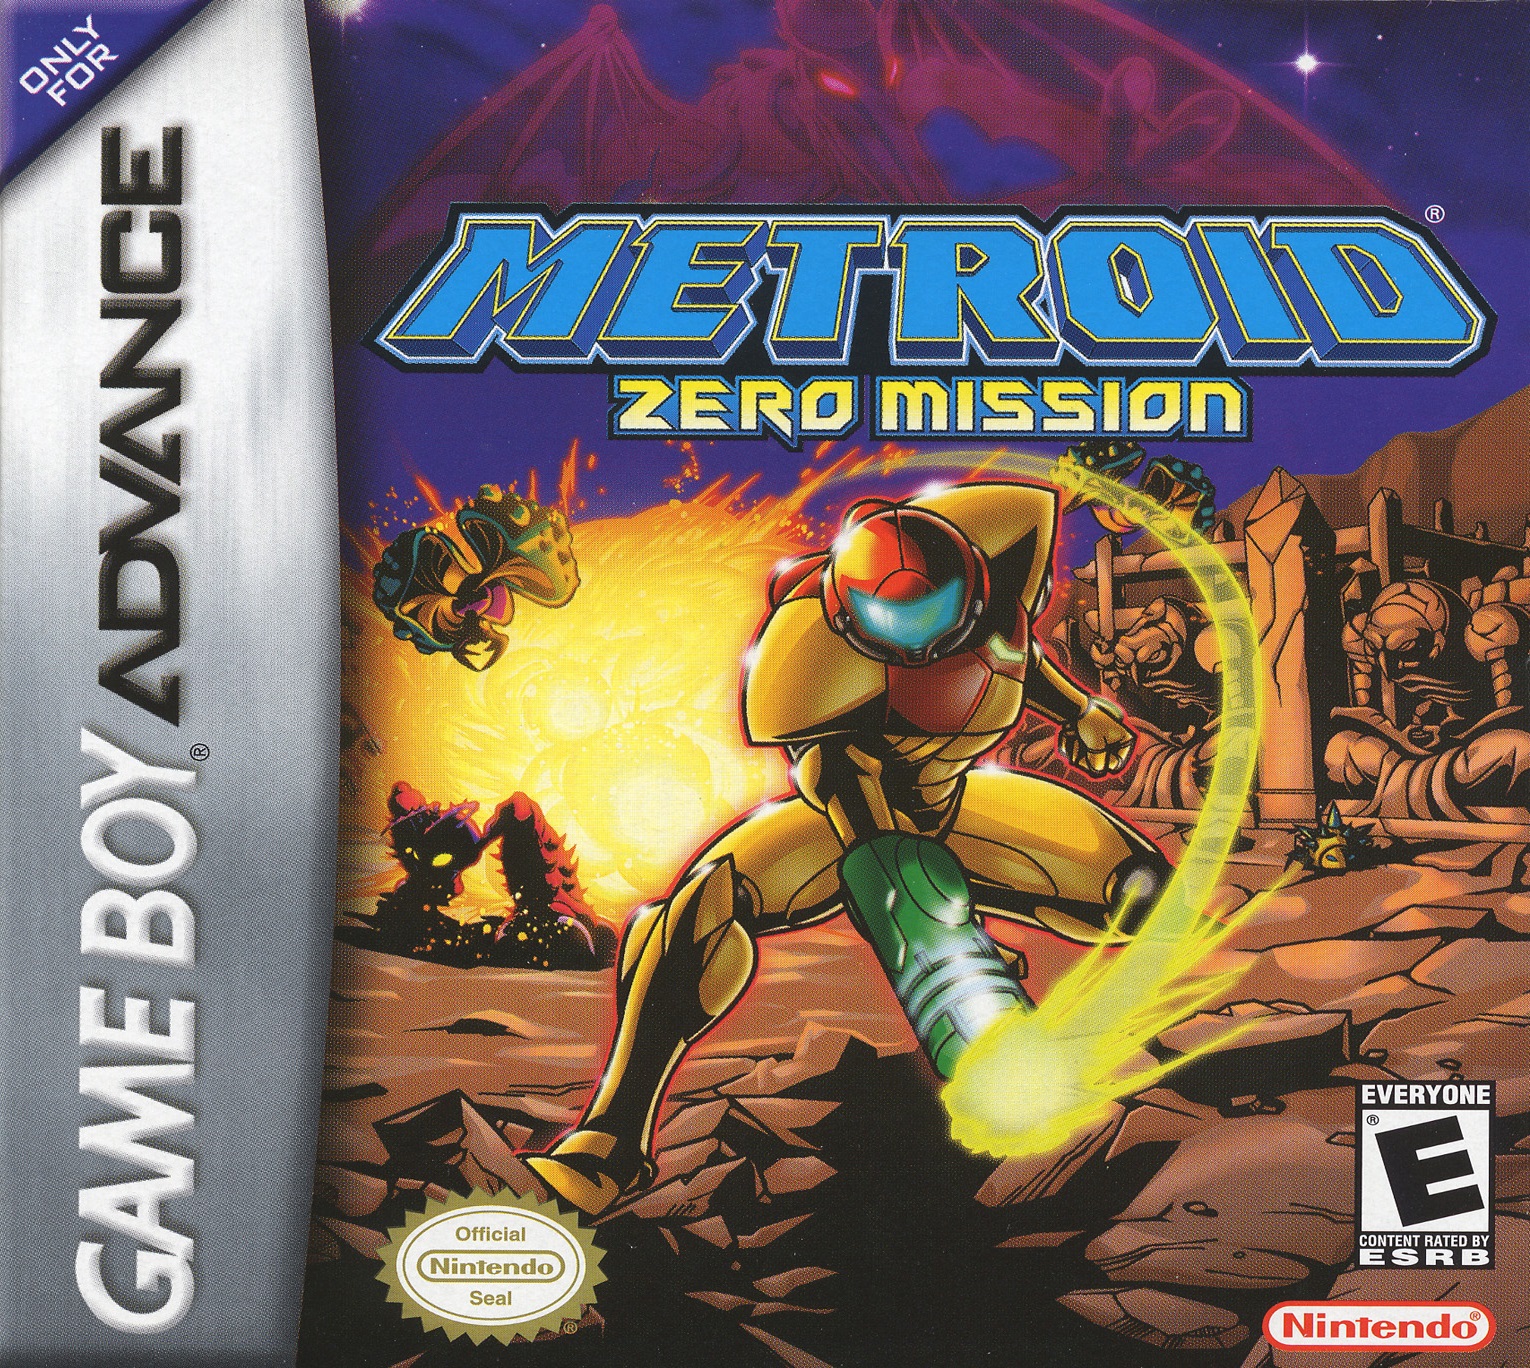 ONLY
FOR
GAME BOY ADVANCE
®
METROID®
ZERO MISSION
EVERYONE
®
E
CONTENT RATED BY
ESRB
Official
Nintendo
Seal
®
Nintendo®